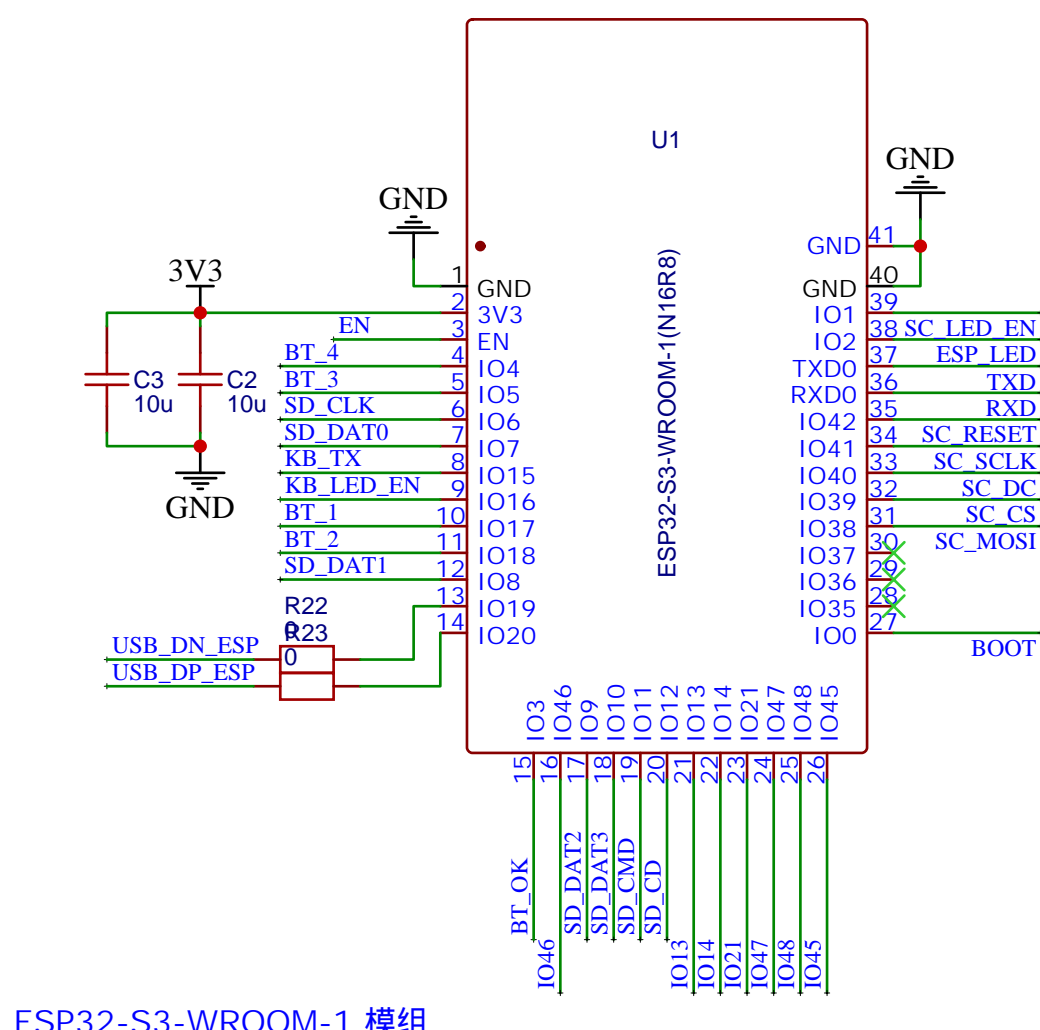 U1
ESP32-S3-WROOM-1(N16R8)
GND
GND
3V3
C3
10u
C2
10u
GND
1 GND
2 3V3
EN 3 EN
BT_4 4 IO4
BT_3 5 IO5
SD_CLK 6 IO6
SD_DAT0 7 IO7
KB_TX 8 IO15
KB_LED_EN 9 IO16
BT_1 10 IO17
BT_2 11 IO18
SD_DAT1 12 IO8
13 IO19
14 IO20
R22
0
R23
0
USB_DN_ESP
USB_DP_ESP
GND 41
GND 40
IO1 39
SC_LED_EN
IO2 38
ESP_LED
TXD0 37
TXD
RXD0 36
RXD
IO42 35
SC_RESET
IO41 34
SC_SCLK
IO40 33
SC_DC
IO39 32
SC_CS
IO38 31
SC_MOSI
IO37 30
IO36 29
IO35 28
IO0 27
BOOT
IO3 15 BT_OK
IO46 16 IO46
IO9 17 SD_DAT2
IO10 18 SD_DAT3
IO11 19 SD_CMD
IO12 20 SD_CD
IO13 21 IO13
IO14 22 IO14
IO21 23 IO21
IO47 24 IO47
IO48 25 IO48
IO45 26 IO45
ESP32-S3-WROOM-1 模组